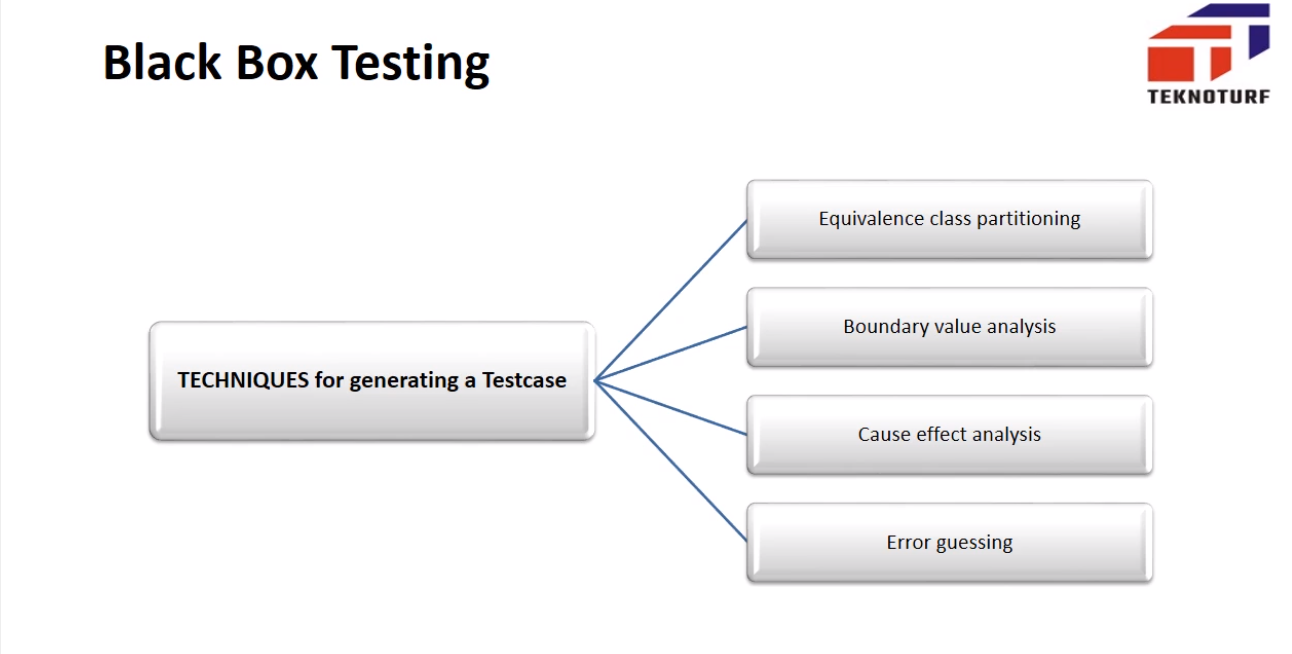 Black Box Testing
TEKNOTURF
Equivalence class partitioning
Boundary value analysis
TECHNIQUES for generating a Testcase
Cause effect analysis
Error guessing